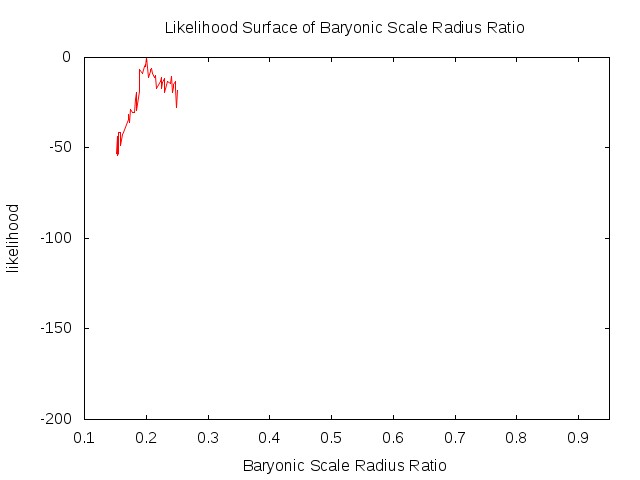 Likelihood Surface of Baryonic Scale Radius Ratio
0
-50
-100
-150
-200
likelihood
0.1 0.2 0.3 0.4 0.5 0.6 0.7 0.8 0.9
Baryonic Scale Radius Ratio